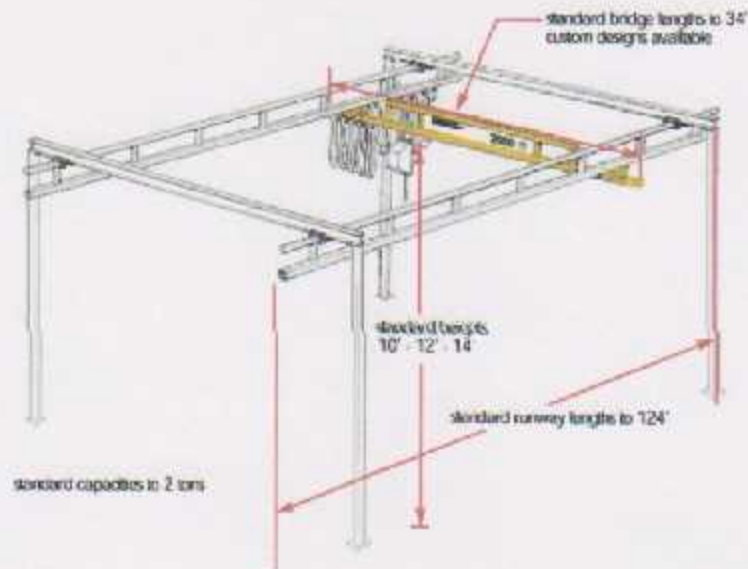 standard bridge lengths to 34'
custom designs available
2000
standard heights
10' - 12' - 14'
standard runway lengths to 124'
standard capacities to 2 tons